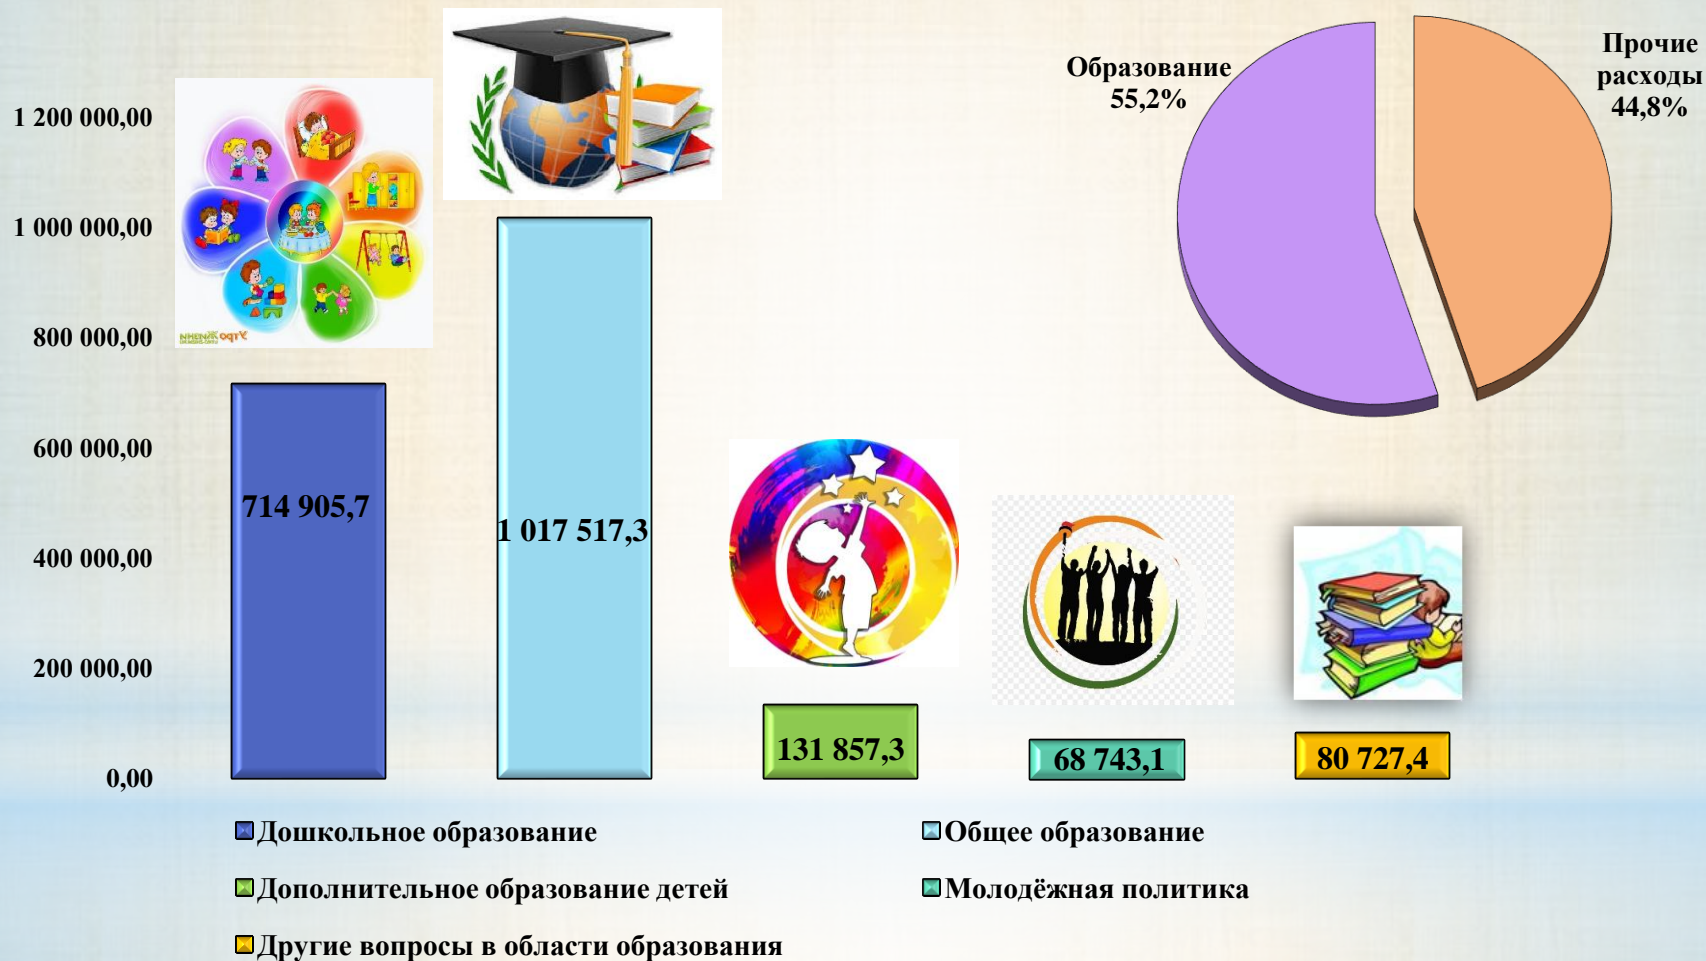 Образование
55,2%
Прочие
расходы
44,8%
1 200 000,00
1 000 000,00
800 000,00
600 000,00
400 000,00
200 000,00
0,00
714 905,7
1 017 517,3
131 857,3
68 743,1
80 727,4
Дошкольное образование
Общее образование
Дополнительное образование детей
Молодёжная политика
Другие вопросы в области образования